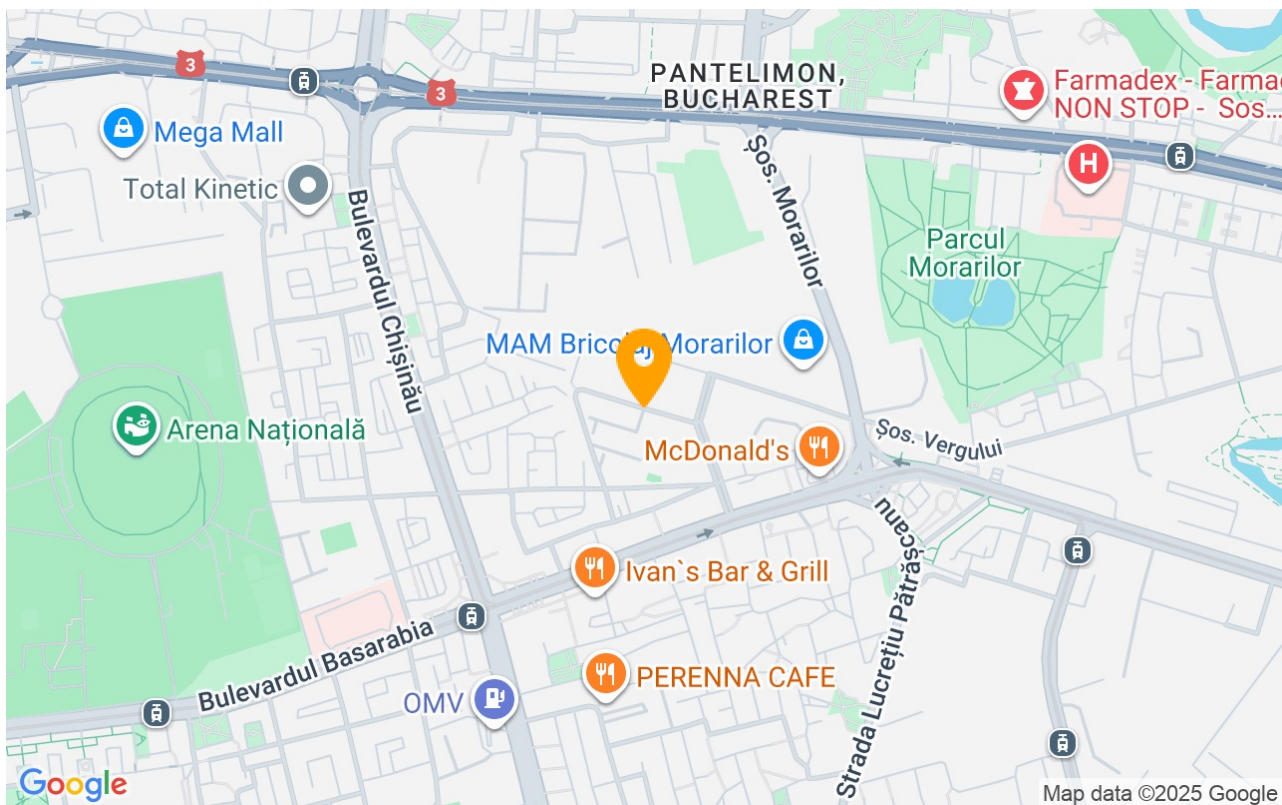 3
3
PANTELIMON,
BUCHAREST
Farmadex - Farmac
NON STOP - Șos...
Mega Mall
Total Kinetic
H
Bulevardul Chișinău
Șos. Morarilor
Parcul
Morarilor
MAM Bricolaj Morarilor
Arena Națională
McDonald's
Șos. Vergului
Ivan`s Bar & Grill
Bulevardul Basarabia
PERENNA CAFE
OMV
Strada Lucrețiu Pătrășcanu
Google
Map data ©2025 Google